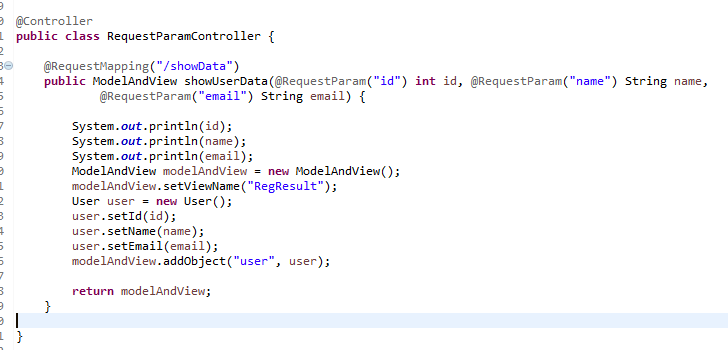 @Controller
public class RequestParamController {
@RequestMapping("/showData")
public ModelAndView showUserData(@RequestParam("id") int id, @RequestParam("name") String name,
@RequestParam("email") String email) {
System.out.println(id);
System.out.println(name);
System.out.println(email);
ModelAndView modelAndView = new ModelAndView();
modelAndView.setViewName("RegResult");
User user = new User();
user.setId(id);
user.setName(name);
user.setEmail(email);
modelAndView.addObject("user", user);
return modelAndView;
}
}